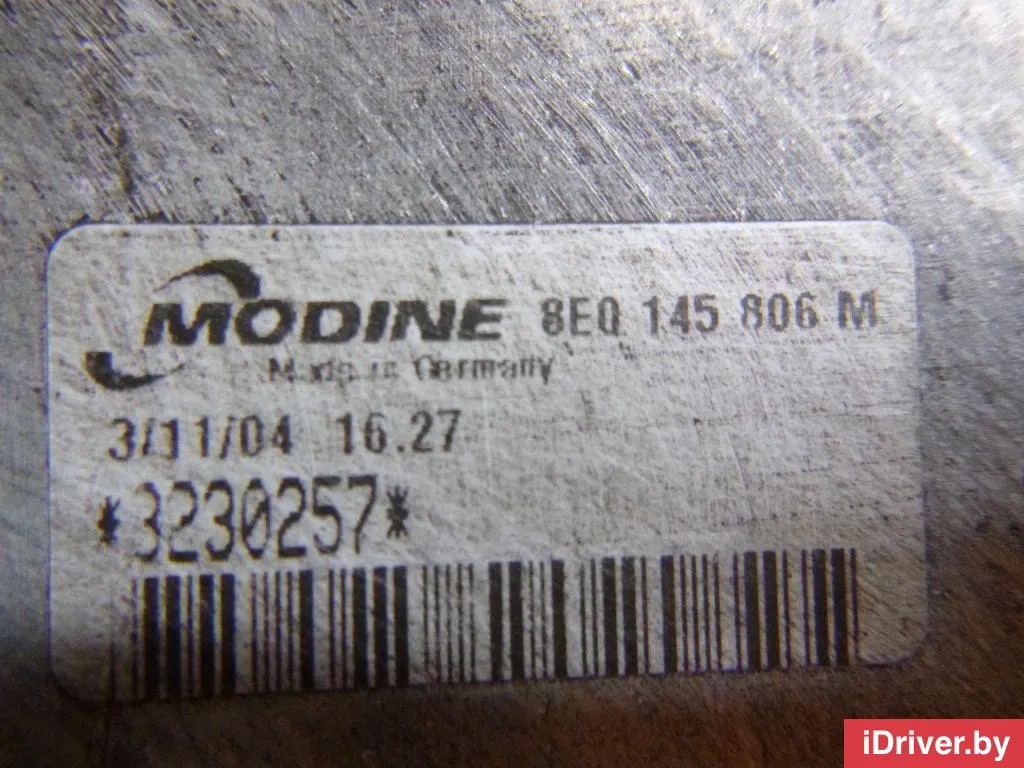 MODINE 8E0 145 806 M
Made in Germany
3/11/04 16.27
*3230257*
iDriver.by